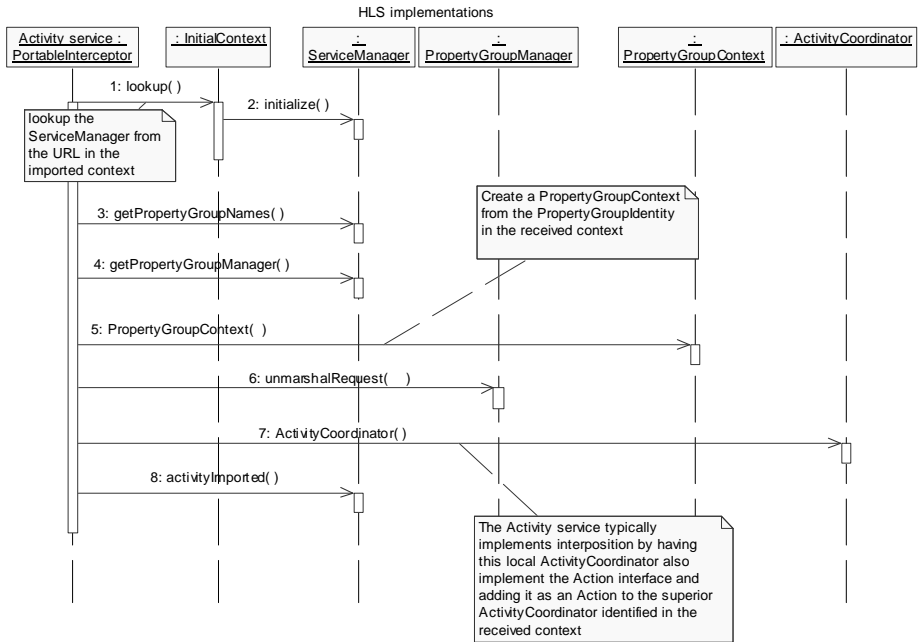 HLS implementations
Activity service :
PortableInterceptor
: InitialContext
:
ServiceManager
:
PropertyGroupManager
:
PropertyGroupContext
: ActivityCoordinator
1: lookup( )
2: initialize( )
lookup the
ServiceManager from
the URL in the
imported context
3: getPropertyGroupNames( )
Create a PropertyGroupContext
from the PropertyGroupIdentity
in the received context
4: getPropertyGroupManager( )
5: PropertyGroupContext( )
6: unmarshalRequest( )
7: ActivityCoordinator( )
8: activityImported( )
The Activity service typically
implements interposition by having
this local ActivityCoordinator also
implement the Action interface and
adding it as an Action to the superior
ActivityCoordinator identified in the
received context